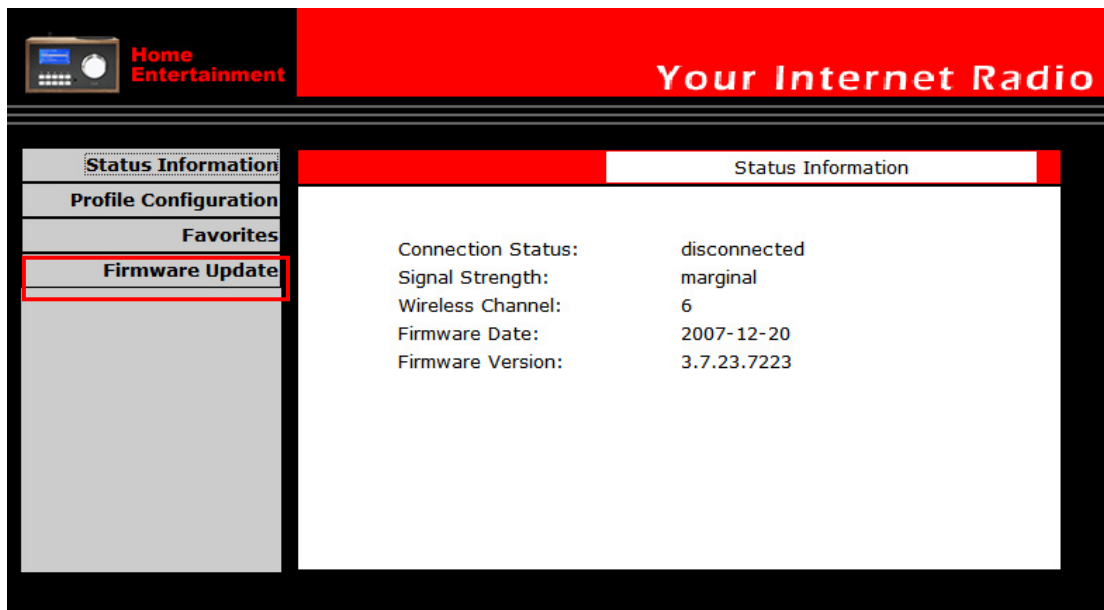 Home
Entertainment
Your Internet Radio
Status Information
Profile Configuration
Favorites
Firmware Update
Status Information
Connection Status: disconnected
Signal Strength: marginal
Wireless Channel: 6
Firmware Date: 2007-12-20
Firmware Version: 3.7.23.7223